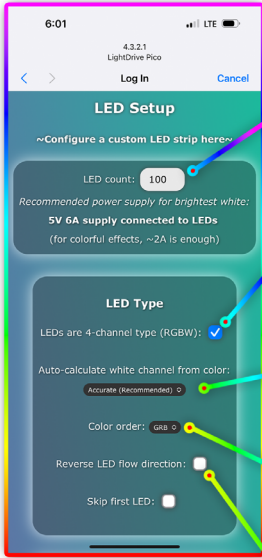 6:01
LTE
4.3.2.1
LightDrive Pico
Log In
Cancel
LED Setup
~Configure a custom LED strip here~
LED count: 100
Recommended power supply for brightest white:
5V 6A supply connected to LEDs
(for colorful effects, ~2A is enough)
LED Type
LEDs are 4-channel type (RGBW):
Auto-calculate white channel from color:
Accurate (Recommended)
Color order: GRB
Reverse LED flow direction:
Skip first LED: